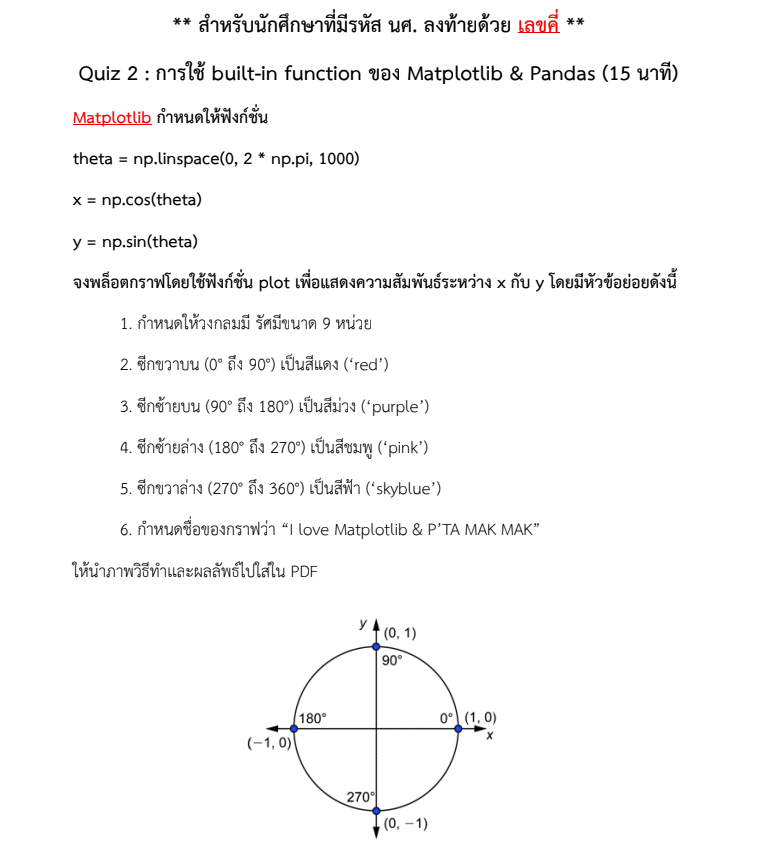 ** สำหรับนักศึกษาที่มีรหัส นศ. ลงท้ายด้วย เลขคี่ **
Quiz 2 : การใช้ built-in function ของ Matplotlib & Pandas (15 นาที)
Matplotlib กำหนดให้ฟังก์ชั่น
theta = np.linspace(0, 2 * np.pi, 1000)
x = np.cos(theta)
y = np.sin(theta)
จงพล็อตกราฟโดยใช้ฟังก์ชั่น plot เพื่อแสดงความสัมพันธ์ระหว่าง x กับ y โดยมีหัวข้อย่อยดังนี้
1. กำหนดให้วงกลมมี รัศมีขนาด 9 หน่วย
2. ซีกขวาบน (0° ถึง 90°) เป็นสีแดง (‘red’)
3. ซีกซ้ายบน (90° ถึง 180°) เป็นสีม่วง (‘purple’)
4. ซีกซ้ายล่าง (180° ถึง 270°) เป็นสีชมพู (‘pink’)
5. ซีกขวาล่าง (270° ถึง 360°) เป็นสีฟ้า (‘skyblue’)
6. กำหนดชื่อของกราฟว่า “I love Matplotlib & P’TA MAK MAK”
ให้นำภาพวิธีทำและผลลัพธ์ไปใส่ใน PDF
y
(0, 1)
90°
180°
0°
(1, 0)
x
(−1, 0)
270°
(0, −1)